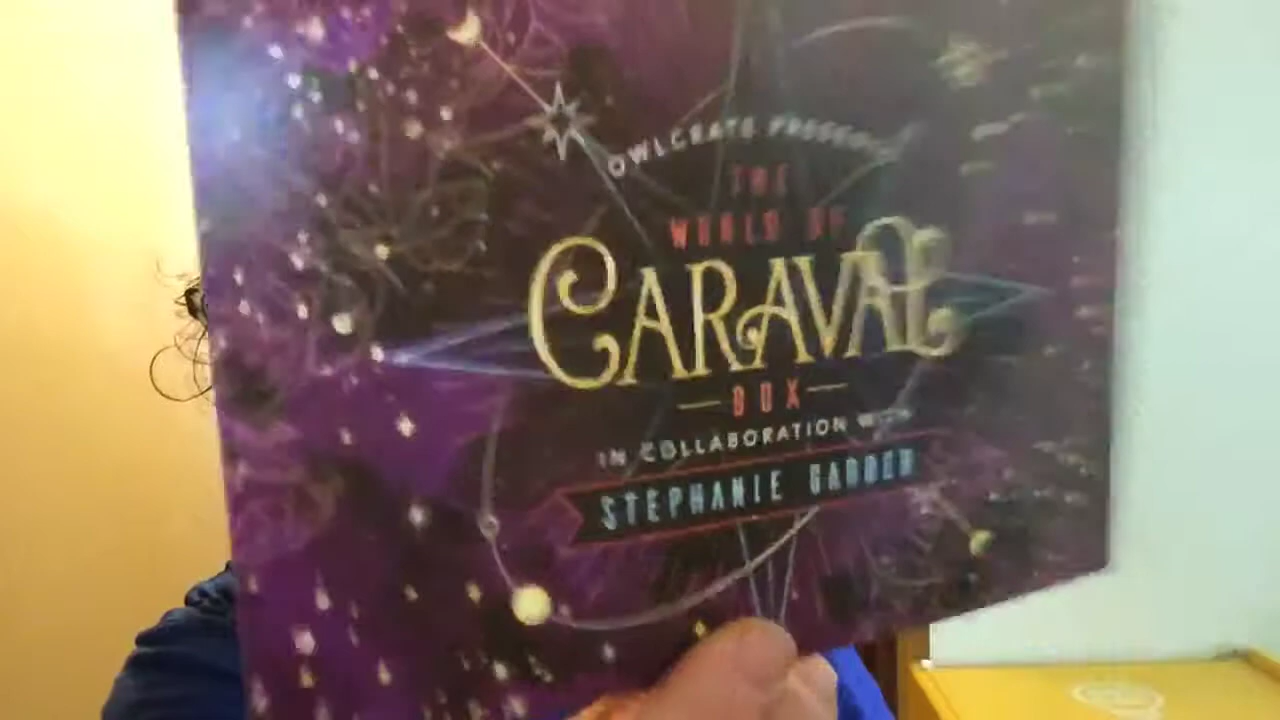 OWLCRATE PRESENTS
THE
WORLD OF
CARAVAL
BOX
IN COLLABORATION WITH
STEPHANIE GARBER